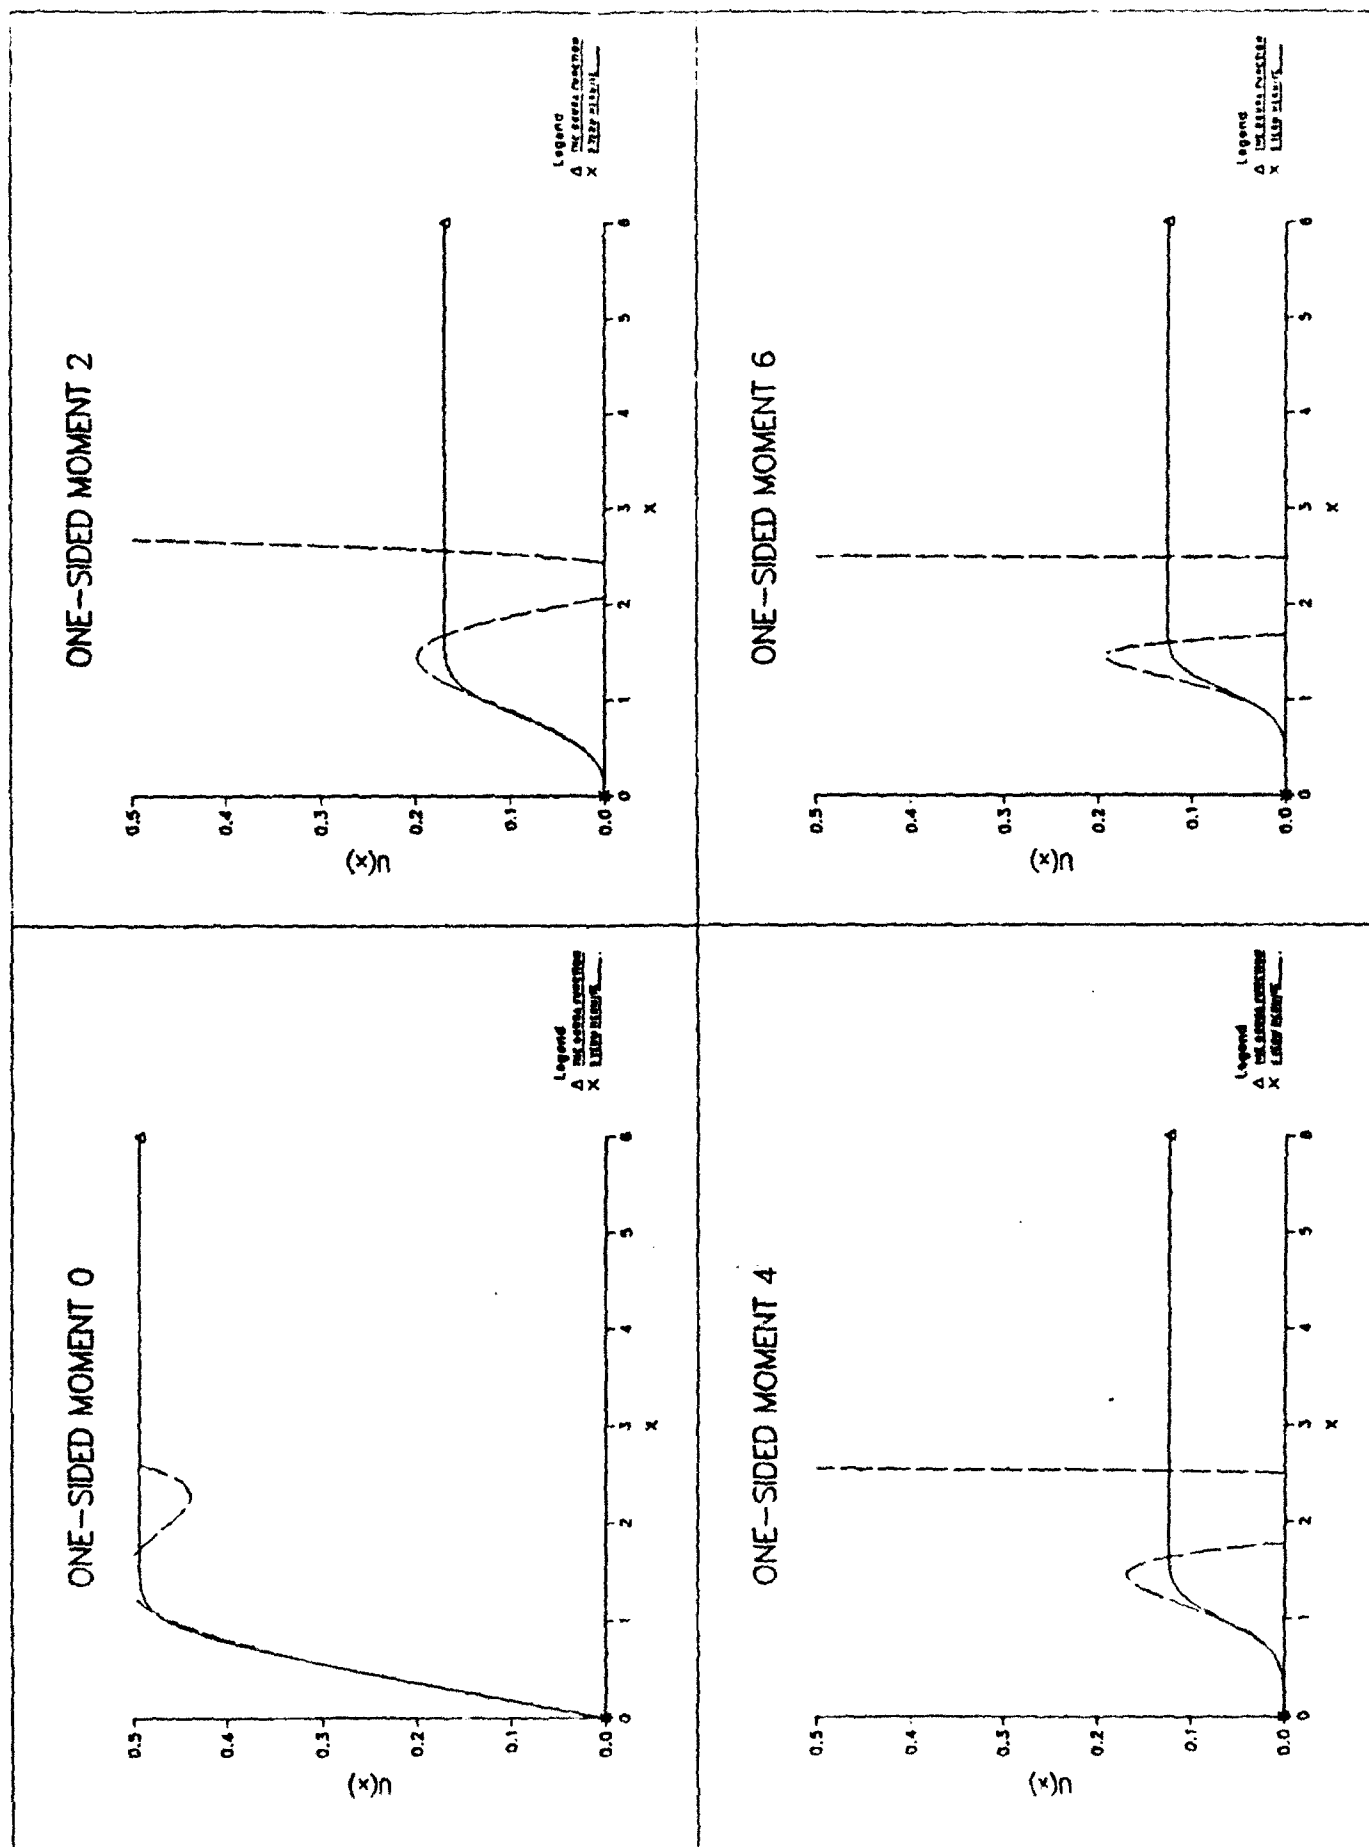 ONE-SIDED MOMENT 0
U(x)
0.5
0.4
0.3
0.2
0.1
0.0
0 1 2 3 4 5 6
x
Legend
Δ
X
ONE-SIDED MOMENT 2
U(x)
0.5
0.4
0.3
0.2
0.1
0.0
0 1 2 3 4 5 6
x
Legend
Δ
X
ONE-SIDED MOMENT 4
U(x)
0.5
0.4
0.3
0.2
0.1
0.0
0 1 2 3 4 5 6
x
Legend
Δ
X
ONE-SIDED MOMENT 6
U(x)
0.5
0.4
0.3
0.2
0.1
0.0
0 1 2 3 4 5 6
x
Legend
Δ
X